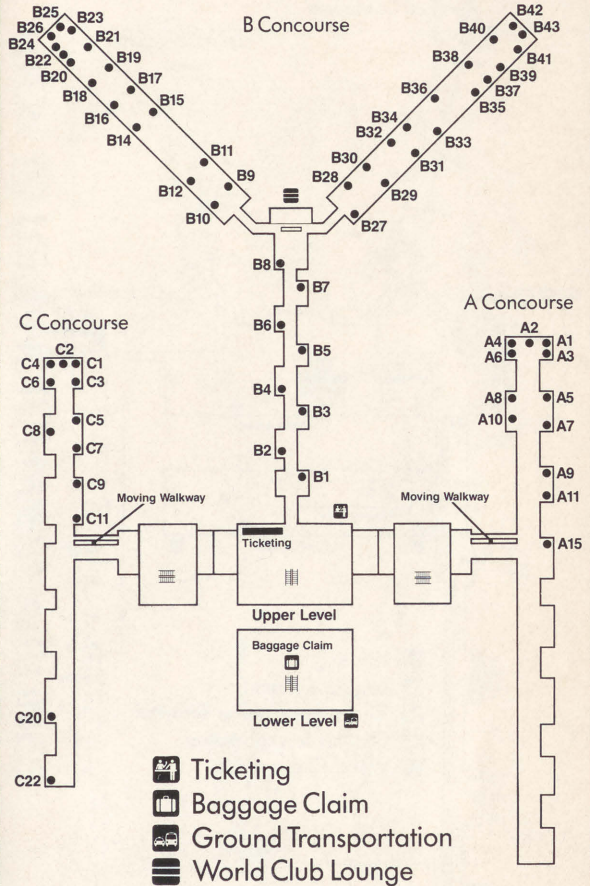 B Concourse
B25
B26
B23
B24
B21
B22
B19
B20
B17
B18
B15
B16
B14
B11
B12
B9
B10
B42
B40
B43
B41
B38
B39
B37
B36
B35
B34
B32
B33
B30
B31
B28
B29
B27
B8
B7
B6
B5
B4
B3
B2
B1
C Concourse
C2
C4
C1
C6
C3
C5
C8
C7
C9
C11
Moving Walkway
C20
C22
A Concourse
A2
A4
A1
A6
A3
A8
A5
A10
A7
A9
A11
Moving Walkway
A15
Ticketing
Upper Level
Baggage Claim
Lower Level
Ticketing
Baggage Claim
Ground Transportation
World Club Lounge